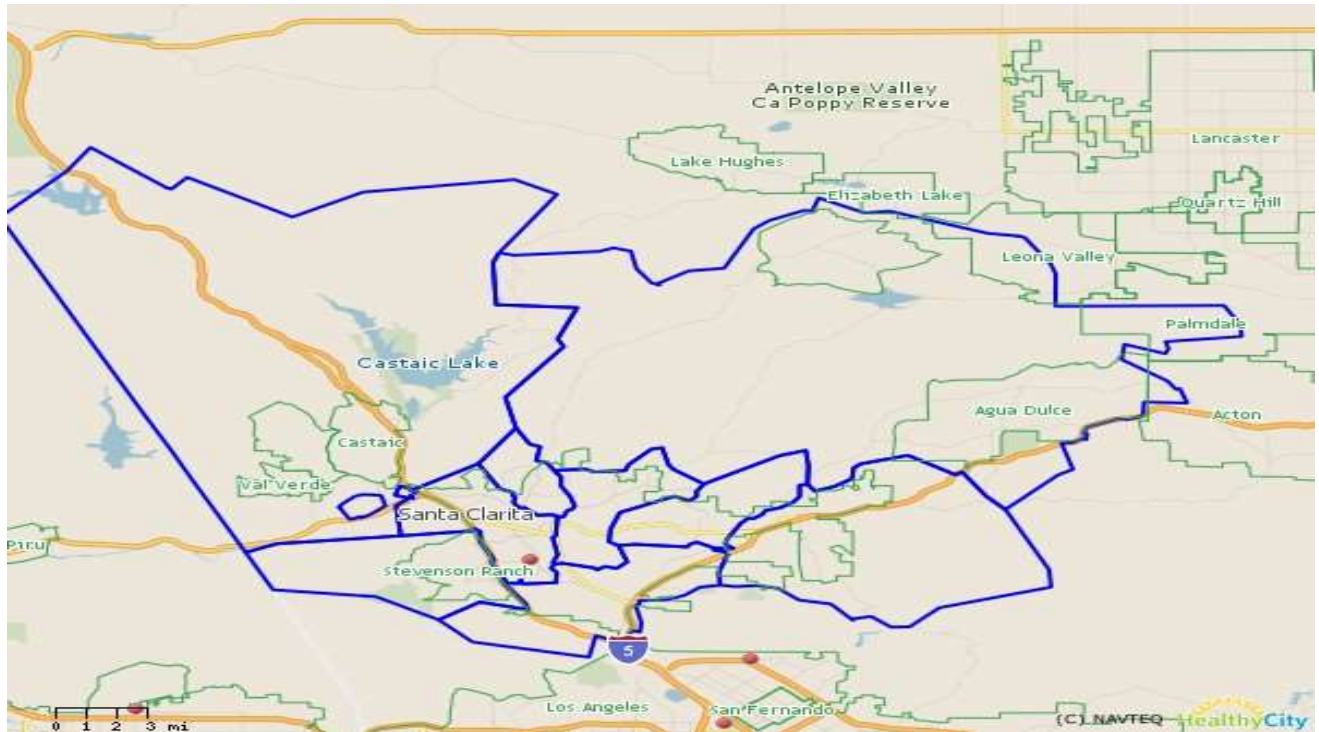 Antelope Valley
Ca Poppy Reserve
Lancaster
Lake Hughes
Elizabeth Lake
Quartz Hill
Leona Valley
Palmdale
Castaic Lake
Agua Dulce
Acton
Castaic
Val Verde
Santa Clarita
Piru
Stevenson Ranch
5
Los Angeles
San Fernando
0 1 2 3 mi
(C) NAVTEQ HealthyCity